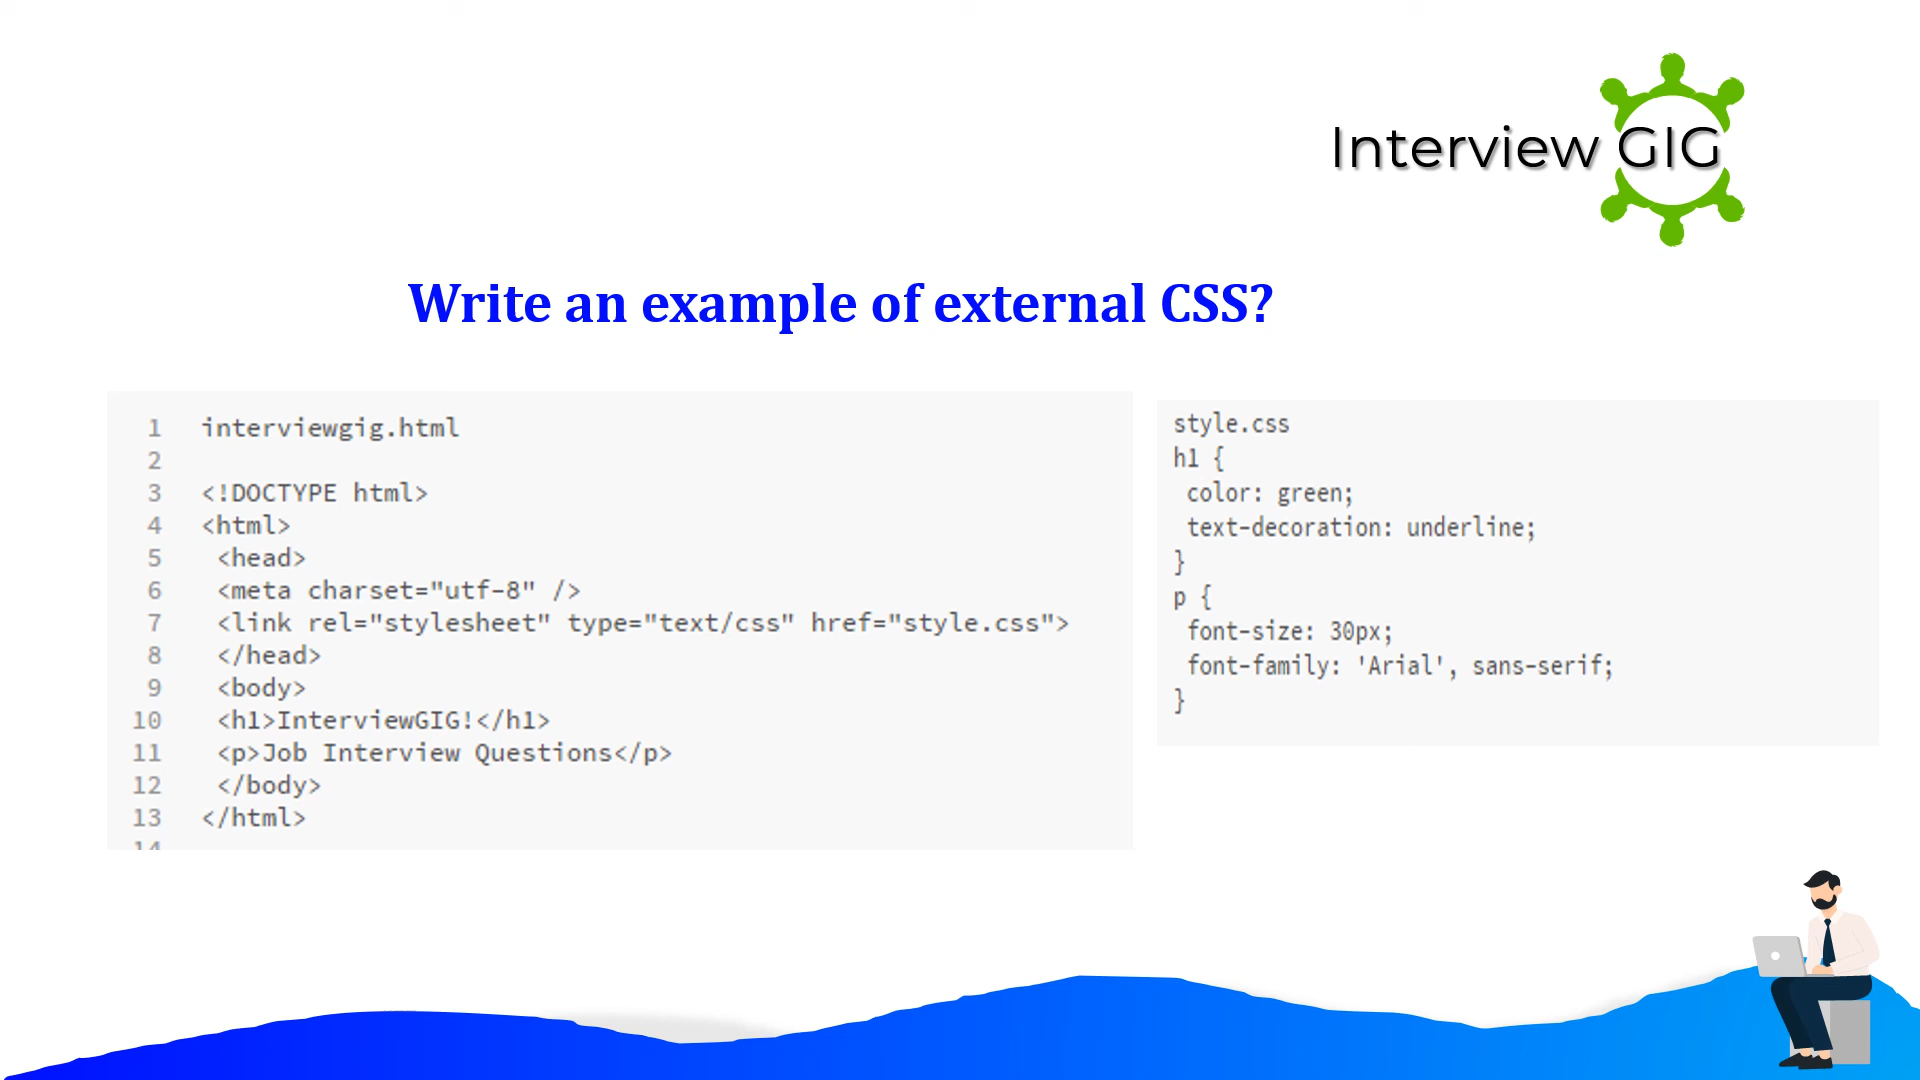 Interview GIG
Write an example of external CSS?
1 interviewgig.html
2
3 <!DOCTYPE html>
4 <html>
5  <head>
6  <meta charset="utf-8" />
7  <link rel="stylesheet" type="text/css" href="style.css">
8  </head>
9  <body>
10  <h1>InterviewGIG!</h1>
11  <p>Job Interview Questions</p>
12  </body>
13 </html>
14
style.css
h1 {
 color: green;
 text-decoration: underline;
}
p {
 font-size: 30px;
 font-family: 'Arial', sans-serif;
}